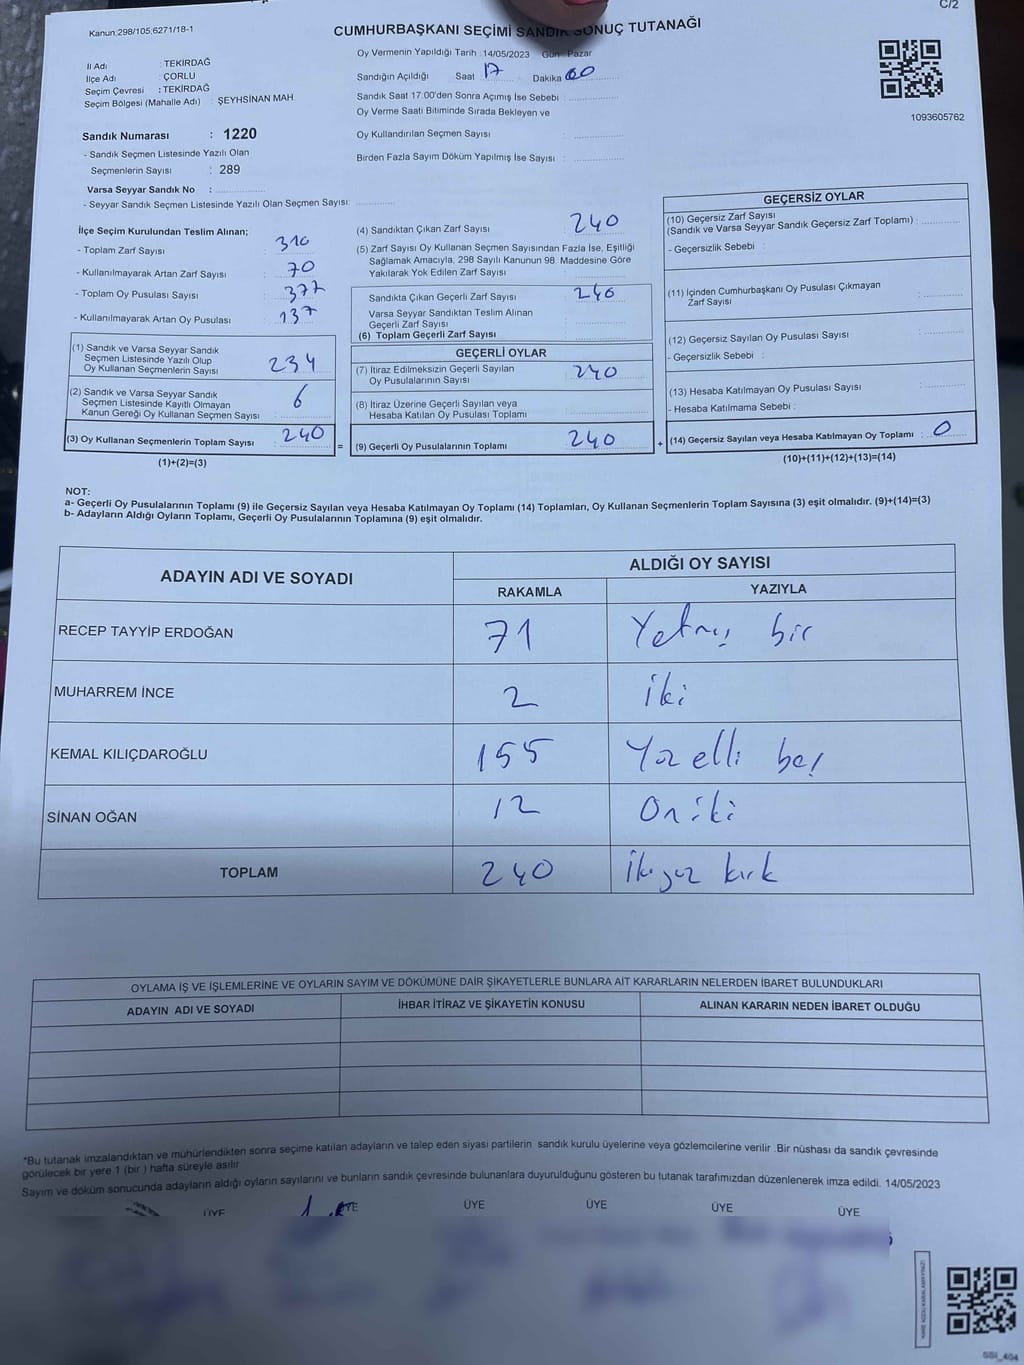 C/2
Kanun;298/105,6271/18-1
CUMHURBAŞKANI SEÇİMİ SANDIK SONUÇ TUTANAĞI
İl Adı : TEKİRDAĞ
İlçe Adı : ÇORLU
Seçim Çevresi : TEKİRDAĞ
Seçim Bölgesi (Mahalle Adı) : ŞEYHSİNAN MAH
Sandık Numarası : 1220
- Sandık Seçmen Listesinde Yazılı Olan
Seçmenlerin Sayısı : 289
Varsa Seyyar Sandık No :
- Seyyar Sandık Seçmen Listesinde Yazılı Olan Seçmen Sayısı:
Oy Vermenin Yapıldığı Tarih : 14/05/2023 Gün : Pazar
Sandığın Açıldığı Saat 17 Dakika 00
Sandık Saat 17:00'den Sonra Açımış İse Sebebi :
Oy Verme Saati Bitiminde Sırada Bekleyen ve
Oy Kullandırılan Seçmen Sayısı :
Birden Fazla Sayım Döküm Yapılmış İse Sayısı :
1093605762
İlçe Seçim Kurulundan Teslim Alınan;
- Toplam Zarf Sayısı : 310
- Kullanılmayarak Artan Zarf Sayısı : 70
- Toplam Oy Pusulası Sayısı : 377
- Kullanılmayarak Artan Oy Pusulası : 137
(1) Sandık ve Varsa Seyyar Sandık
Seçmen Listesinde Yazılı Olup
Oy Kullanan Seçmenlerin Sayısı : 234
(2) Sandık ve Varsa Seyyar Sandık
Seçmen Listesinde Kayıtlı Olmayan
Kanun Gereği Oy Kullanan Seçmen Sayısı : 6
(3) Oy Kullanan Seçmenlerin Toplam Sayısı : 240
(1)+(2)=(3)
=
(4) Sandıktan Çıkan Zarf Sayısı : 240
(5) Zarf Sayısı Oy Kullanan Seçmen Sayısından Fazla İse, Eşitliği
Sağlamak Amacıyla, 298 Sayılı Kanunun 98. Maddesine Göre
Yakılarak Yok Edilen Zarf Sayısı :
Sandıkta Çıkan Geçerli Zarf Sayısı : 240
Varsa Seyyar Sandıktan Teslim Alınan
Geçerli Zarf Sayısı :
(6) Toplam Geçerli Zarf Sayısı
GEÇERLİ OYLAR
(7) İtiraz Edilmeksizin Geçerli Sayılan
Oy Pusulalarının Sayısı : 240
(8) İtiraz Üzerine Geçerli Sayılan veya
Hesaba Katılan Oy Pusulası Toplamı :
(9) Geçerli Oy Pusulalarının Toplamı : 240
+
GEÇERSİZ OYLAR
(10) Geçersiz Zarf Sayısı
(Sandık ve Varsa Seyyar Sandık Geçersiz Zarf Toplamı) :
- Geçersizlik Sebebi :
(11) İçinden Cumhurbaşkanı Oy Pusulası Çıkmayan
Zarf Sayısı :
(12) Geçersiz Sayılan Oy Pusulası Sayısı :
- Geçersizlik Sebebi :
(13) Hesaba Katılmayan Oy Pusulası Sayısı :
- Hesaba Katılmama Sebebi :
(14) Geçersiz Sayılan veya Hesaba Katılmayan Oy Toplamı : 0
(10)+(11)+(12)+(13)=(14)
NOT:
a- Geçerli Oy Pusulalarının Toplamı (9) ile Geçersiz Sayılan veya Hesaba Katılmayan Oy Toplamı (14) Toplamları, Oy Kullanan Seçmenlerin Toplam Sayısına (3) eşit olmalıdır. (9)+(14)=(3)
b- Adayların Aldığı Oyların Toplamı, Geçerli Oy Pusulalarının Toplamına (9) eşit olmalıdır.
ADAYIN ADI VE SOYADI ALDIĞI OY SAYISI
RAKAMLA YAZIYLA
RECEP TAYYİP ERDOĞAN 71 Yetmiş bir
MUHARREM İNCE 2 iki
KEMAL KILIÇDAROĞLU 155 Yüz elli beş
SİNAN OĞAN 12 On iki
TOPLAM 240 İkiyüz kırk
OYLAMA İŞ VE İŞLEMLERİNE VE OYLARIN SAYIM VE DÖKÜMÜNE DAİR ŞİKAYETLERLE BUNLARA AİT KARARLARIN NELERDEN İBARET BULUNDUKLARI
ADAYIN ADI VE SOYADI İHBAR İTİRAZ VE ŞİKAYETİN KONUSU ALINAN KARARIN NEDEN İBARET OLDUĞU
*Bu tutanak imzalandıktan ve mühürlendikten sonra seçime katılan adayların ve talep eden siyasi partilerin sandık kurulu üyelerine veya gözlemcilerine verilir .Bir nüshası da sandık çevresinde
görülecek bir yere 1 (bir ) hafta süreyle asılır
Sayım ve döküm sonucunda adayların aldığı oyların sayılarını ve bunların sandık çevresinde bulunanlara duyurulduğunu gösteren bu tutanak tarafımızdan düzenlenerek imza edildi. 14/05/2023
ÜYE ÜYE ÜYE ÜYE ÜYE ÜYE
SSI_404